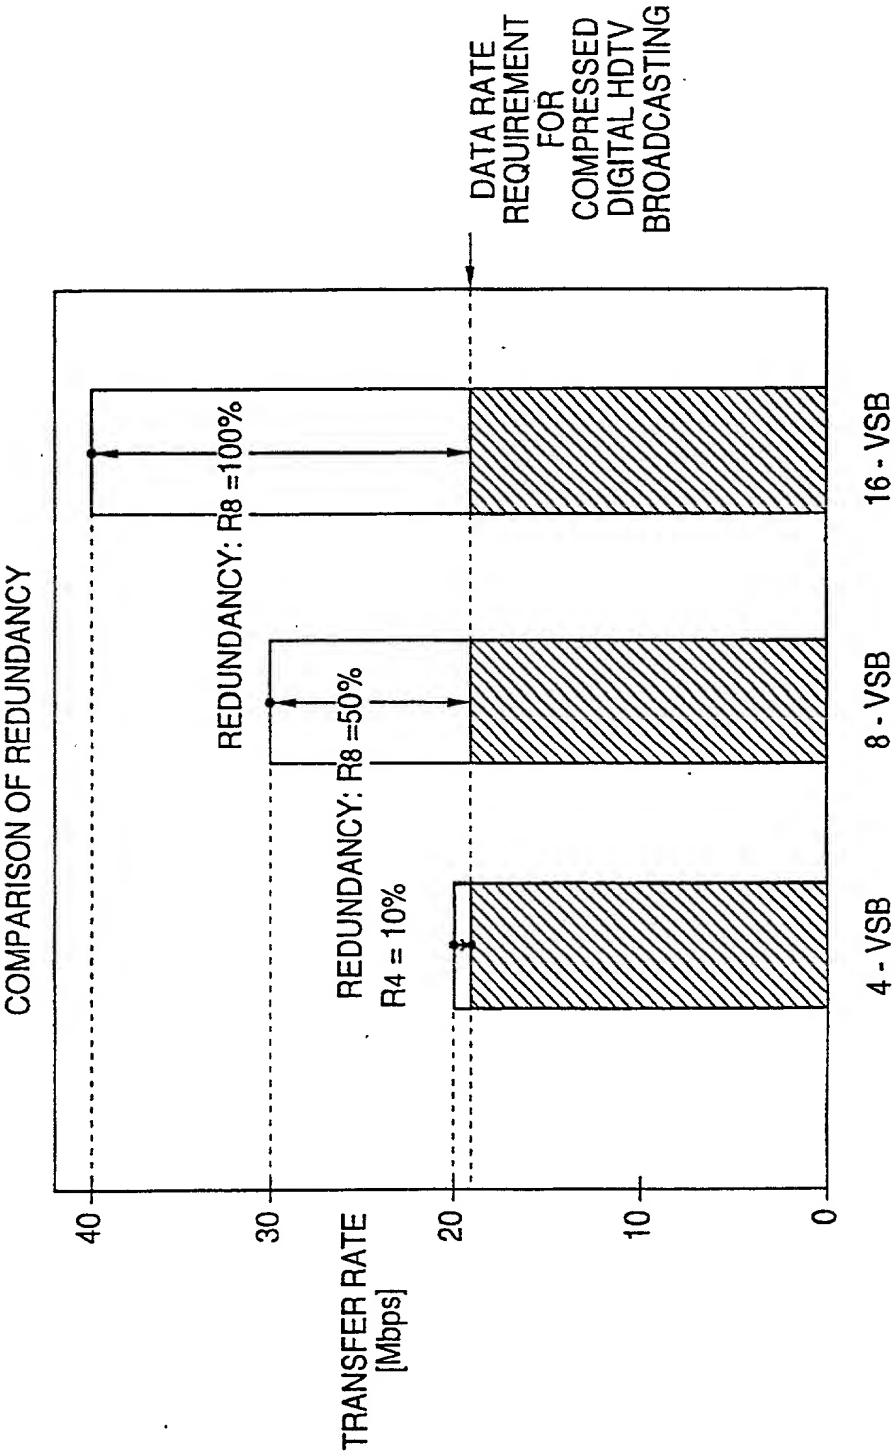 COMPARISON OF REDUNDANCY
TRANSFER RATE
[Mbps]
40
30
20
10
0
REDUNDANCY: R8 =100%
REDUNDANCY: R8 =50%
R4 = 10%
4 - VSB
8 - VSB
16 - VSB
DATA RATE
REQUIREMENT
FOR
COMPRESSED
DIGITAL HDTV
BROADCASTING